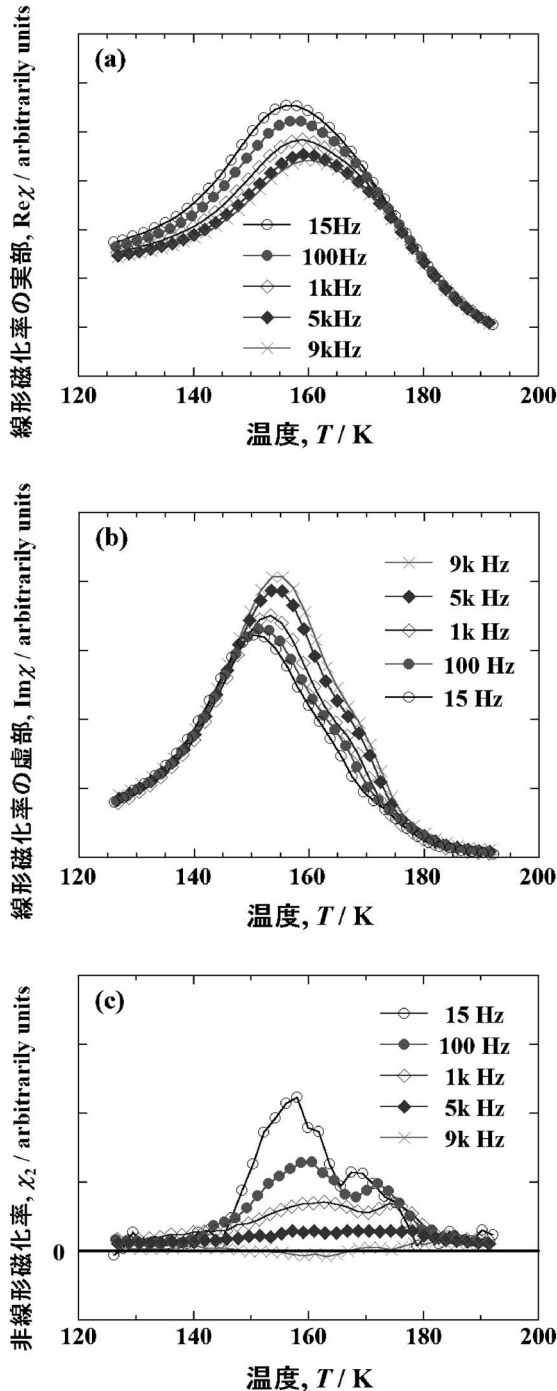 (a)
線形磁化率の実部, Reχ / arbitrarily units
15Hz
100Hz
1kHz
5kHz
9kHz
120 140 160 180 200
温度, T / K
(b)
線形磁化率の虚部, Imχ / arbitrarily units
9k Hz
5k Hz
1k Hz
100 Hz
15 Hz
120 140 160 180 200
温度, T / K
(c)
非線形磁化率, χ₂ / arbitrarily units
15 Hz
100 Hz
1k Hz
5k Hz
9k Hz
0
120 140 160 180 200
温度, T / K